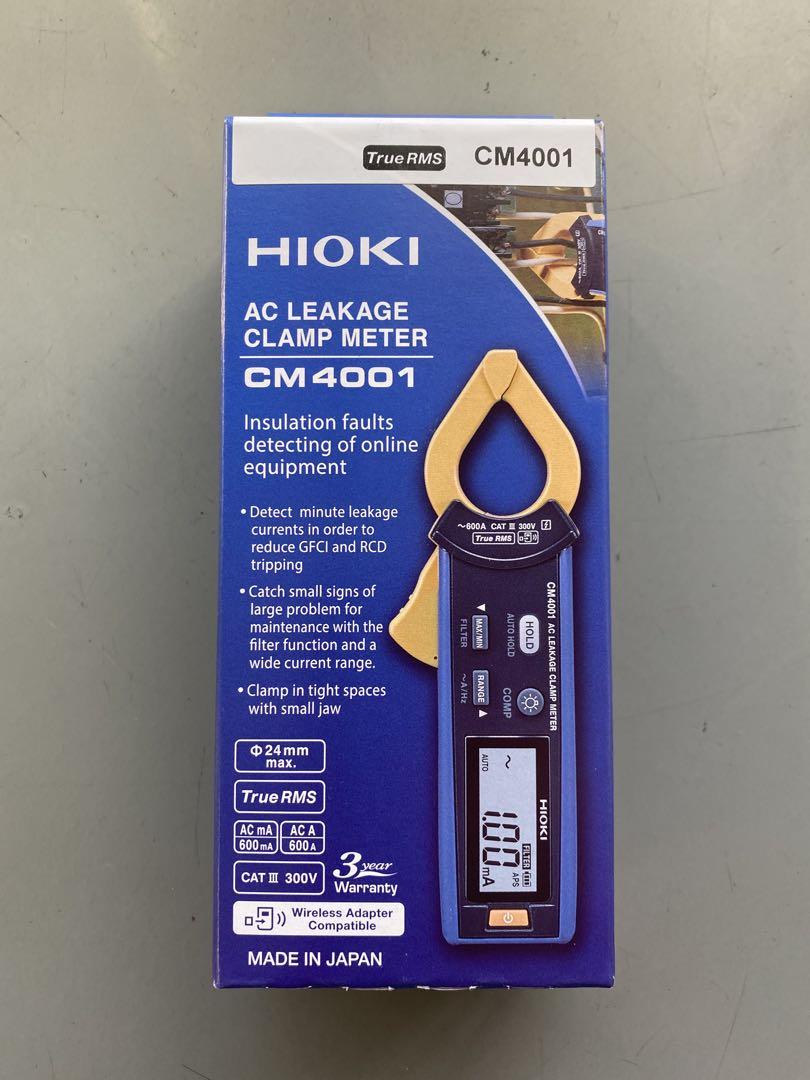 True RMS CM4001
HIOKI
AC LEAKAGE
CLAMP METER
CM4001
Insulation faults
detecting of online
equipment
• Detect minute leakage
currents in order to
reduce GFCI and RCD
tripping
• Catch small signs of
large problem for
maintenance with the
filter function and a
wide current range.
• Clamp in tight spaces
with small jaw
Φ24mm
max.
True RMS
AC mA
600mA
AC A
600A
CAT III 300V
3 year
Warranty
Wireless Adapter
Compatible
MADE IN JAPAN
~600A CAT III 300V
True RMS
CM4001 AC LEAKAGE CLAMP METER
HOLD
AUTO HOLD
MAX/MIN
FILTER
COMP
RANGE
~A/Hz
HIOKI
FILTER
APS
AUTO
~
1.00
mA